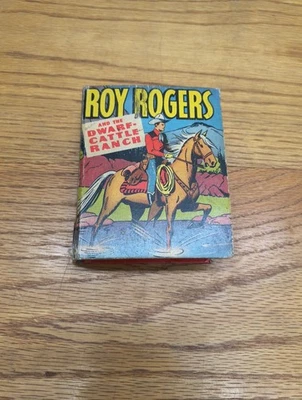 ROY ROGERS
AND THE
DWARF-
CATTLE
RANCH